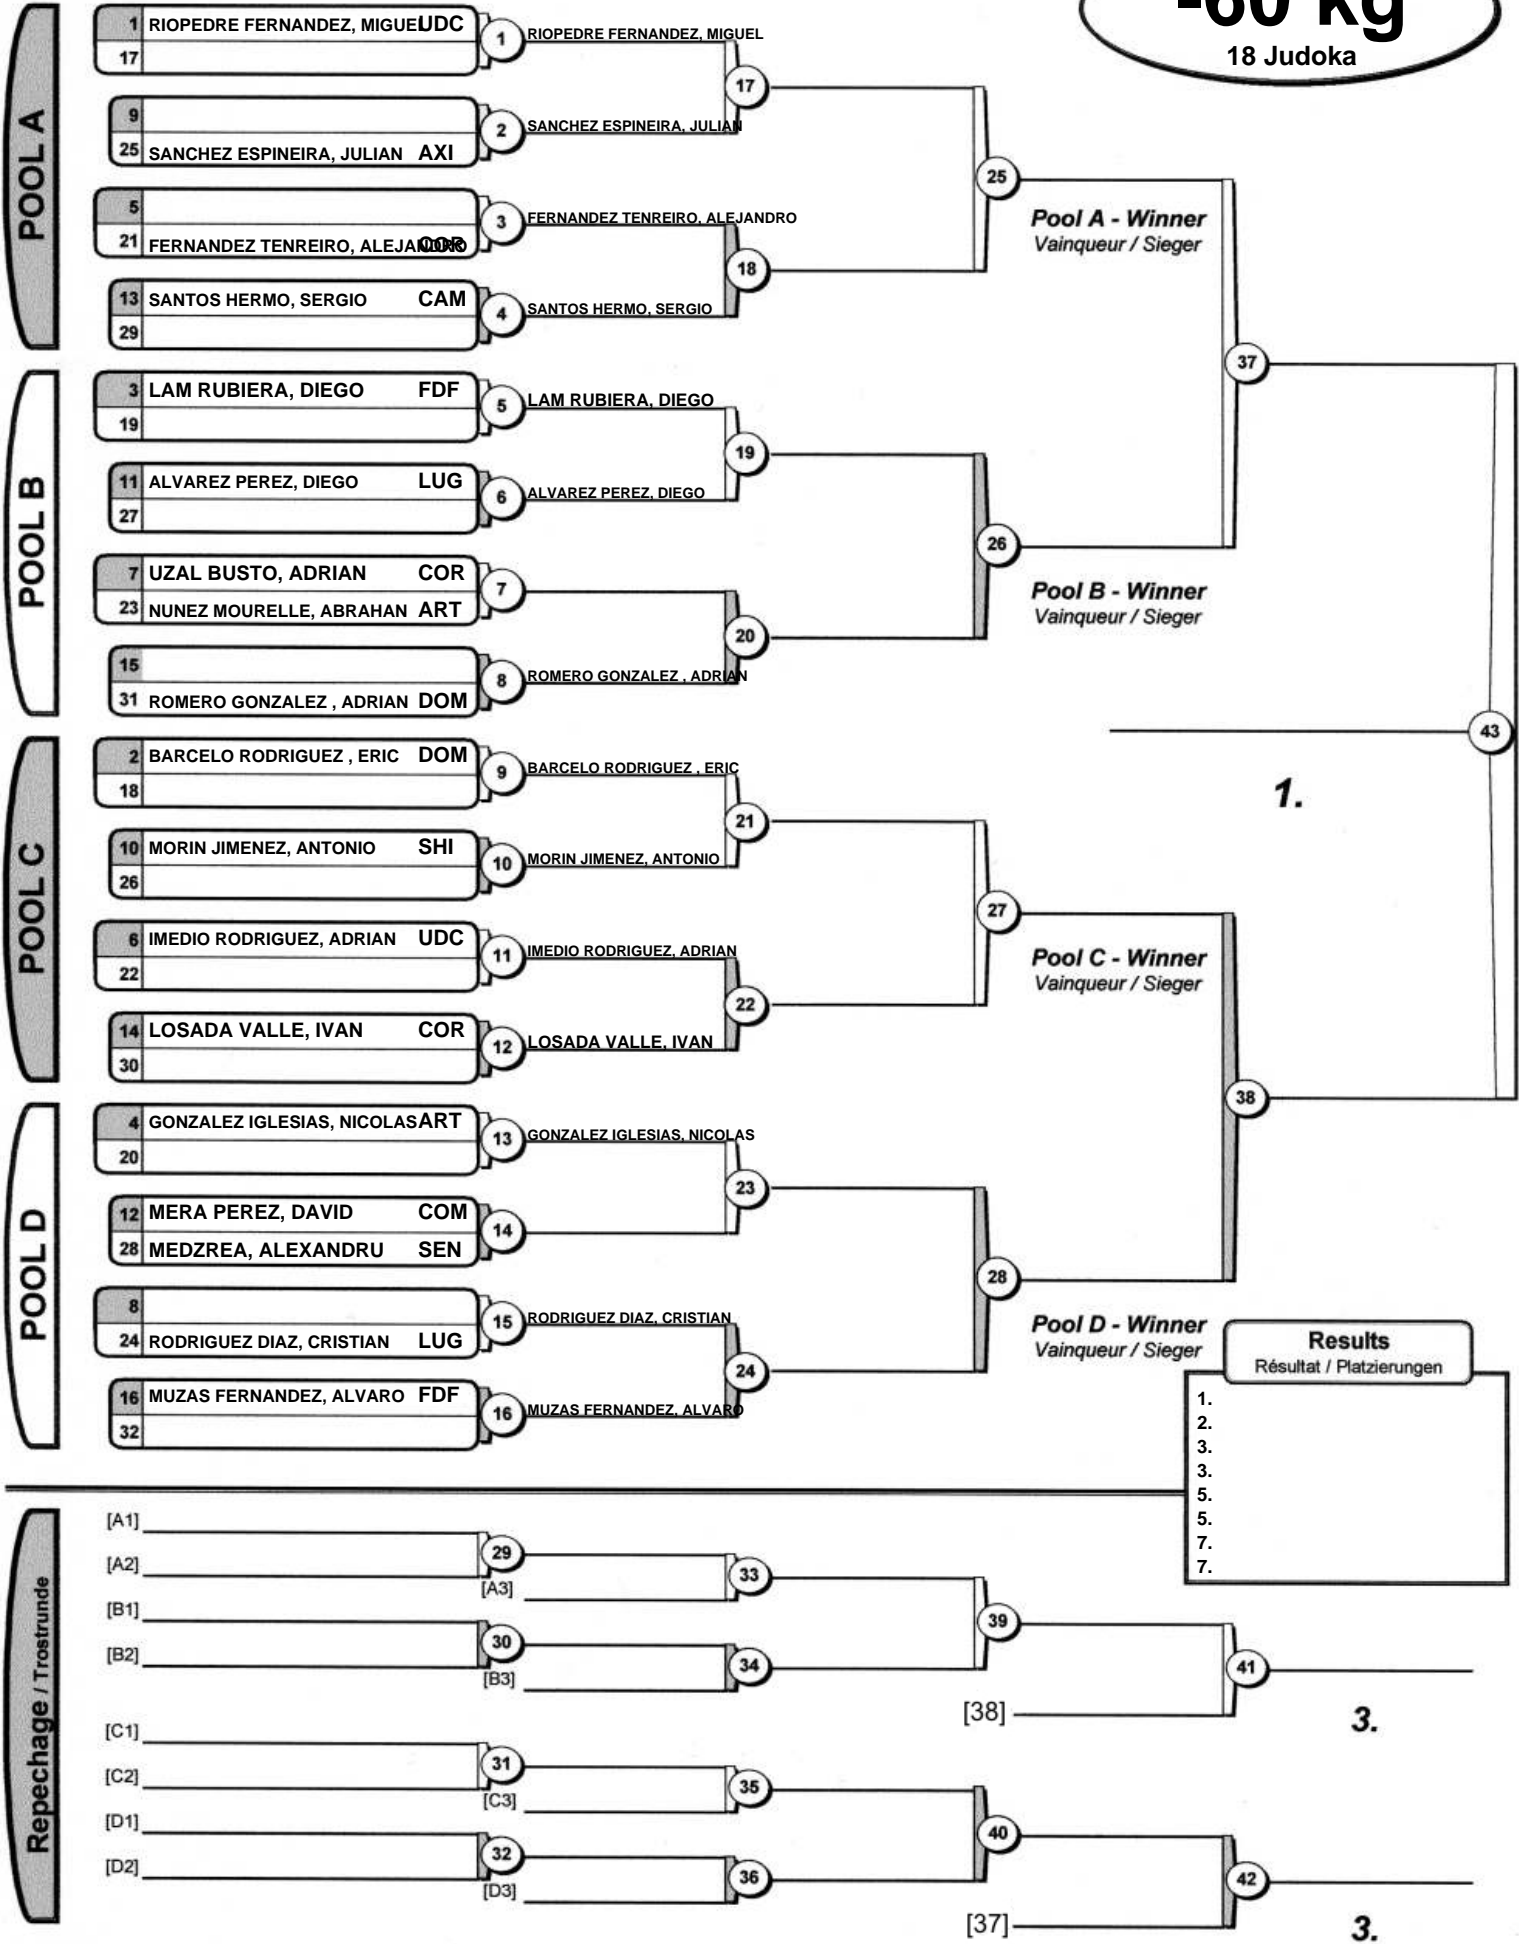 -60 kg
18 Judoka
POOL A
1 RIOPEDRE FERNANDEZ, MIGUEL UDC
17
1 RIOPEDRE FERNANDEZ, MIGUEL
9
25 SANCHEZ ESPINEIRA, JULIAN AXI
2 SANCHEZ ESPINEIRA, JULIAN
17
5
21 FERNANDEZ TENREIRO, ALEJANDRO COR
3 FERNANDEZ TENREIRO, ALEJANDRO
13 SANTOS HERMO, SERGIO CAM
29
4 SANTOS HERMO, SERGIO
18
25
Pool A - Winner
Vainqueur / Sieger
POOL B
3 LAM RUBIERA, DIEGO FDF
19
5 LAM RUBIERA, DIEGO
11 ALVAREZ PEREZ, DIEGO LUG
27
6 ALVAREZ PEREZ, DIEGO
19
7 UZAL BUSTO, ADRIAN COR
23 NUNEZ MOURELLE, ABRAHAN ART
7
15
31 ROMERO GONZALEZ , ADRIAN DOM
8 ROMERO GONZALEZ , ADRIAN
20
26
Pool B - Winner
Vainqueur / Sieger
37
POOL C
2 BARCELO RODRIGUEZ , ERIC DOM
18
9 BARCELO RODRIGUEZ , ERIC
10 MORIN JIMENEZ, ANTONIO SHI
26
10 MORIN JIMENEZ, ANTONIO
21
6 IMEDIO RODRIGUEZ, ADRIAN UDC
22
11 IMEDIO RODRIGUEZ, ADRIAN
14 LOSADA VALLE, IVAN COR
30
12 LOSADA VALLE, IVAN
22
27
Pool C - Winner
Vainqueur / Sieger
43
1.
POOL D
4 GONZALEZ IGLESIAS, NICOLAS ART
20
13 GONZALEZ IGLESIAS, NICOLAS
12 MERA PEREZ, DAVID COM
28 MEDZREA, ALEXANDRU SEN
14
23
8
24 RODRIGUEZ DIAZ, CRISTIAN LUG
15 RODRIGUEZ DIAZ, CRISTIAN
16 MUZAS FERNANDEZ, ALVARO FDF
32
16 MUZAS FERNANDEZ, ALVARO
24
28
Pool D - Winner
Vainqueur / Sieger
38
Results
Résultat / Platzierungen
1.
2.
3.
3.
5.
5.
7.
7.
Repechage / Trostrunde
[A1]
[A2]
29
[A3]
33
[B1]
[B2]
30
[B3]
34
39
[38]
41
3.
[C1]
[C2]
31
[C3]
35
[D1]
[D2]
32
[D3]
36
40
[37]
42
3.